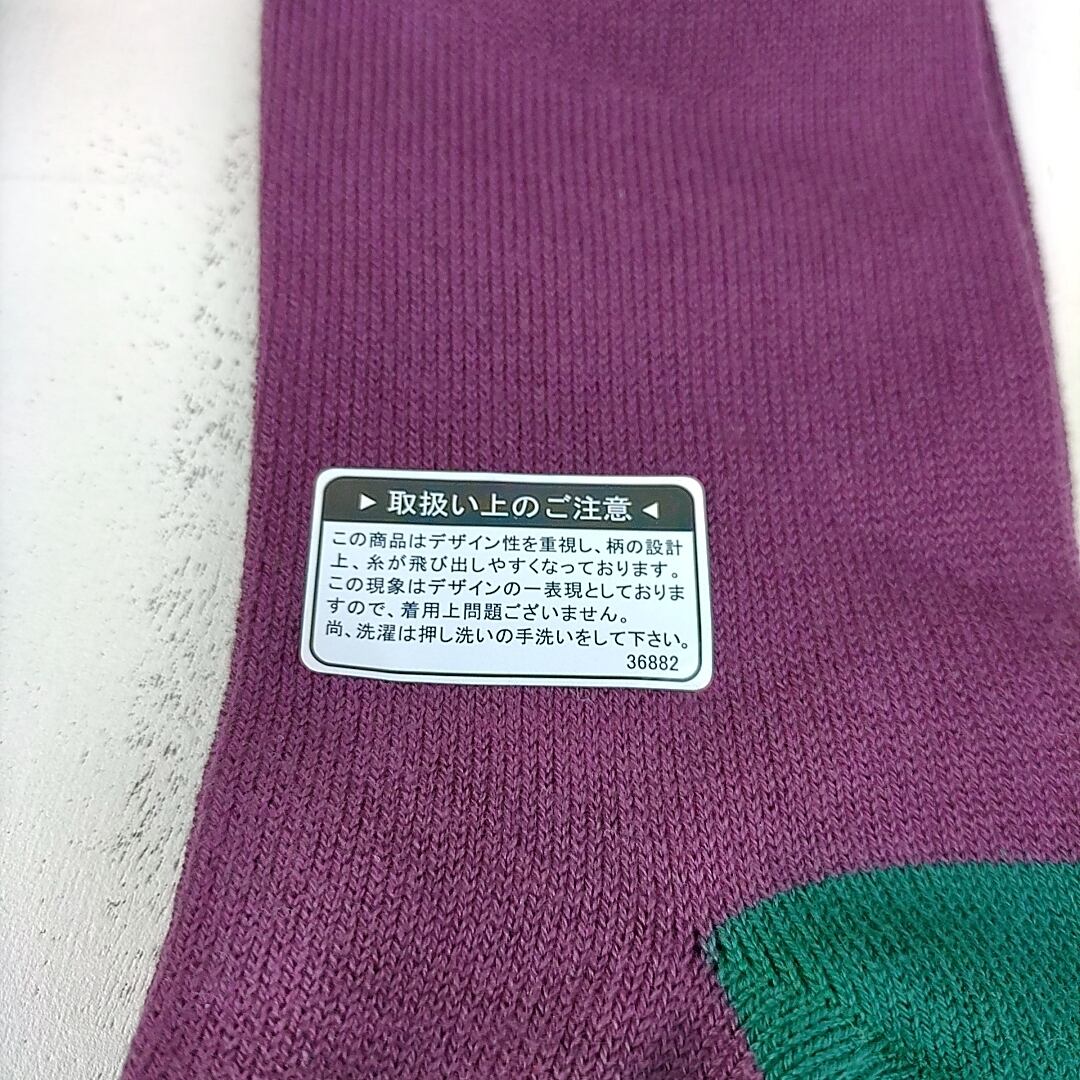 ▶ 取扱い上のご注意 ◀
この商品はデザイン性を重視し、柄の設計
上、糸が飛び出しやすくなっております。
この現象はデザインの一表現としておりま
すので、着用上問題ございません。
尚、洗濯は押し洗いの手洗いをして下さい。
36882